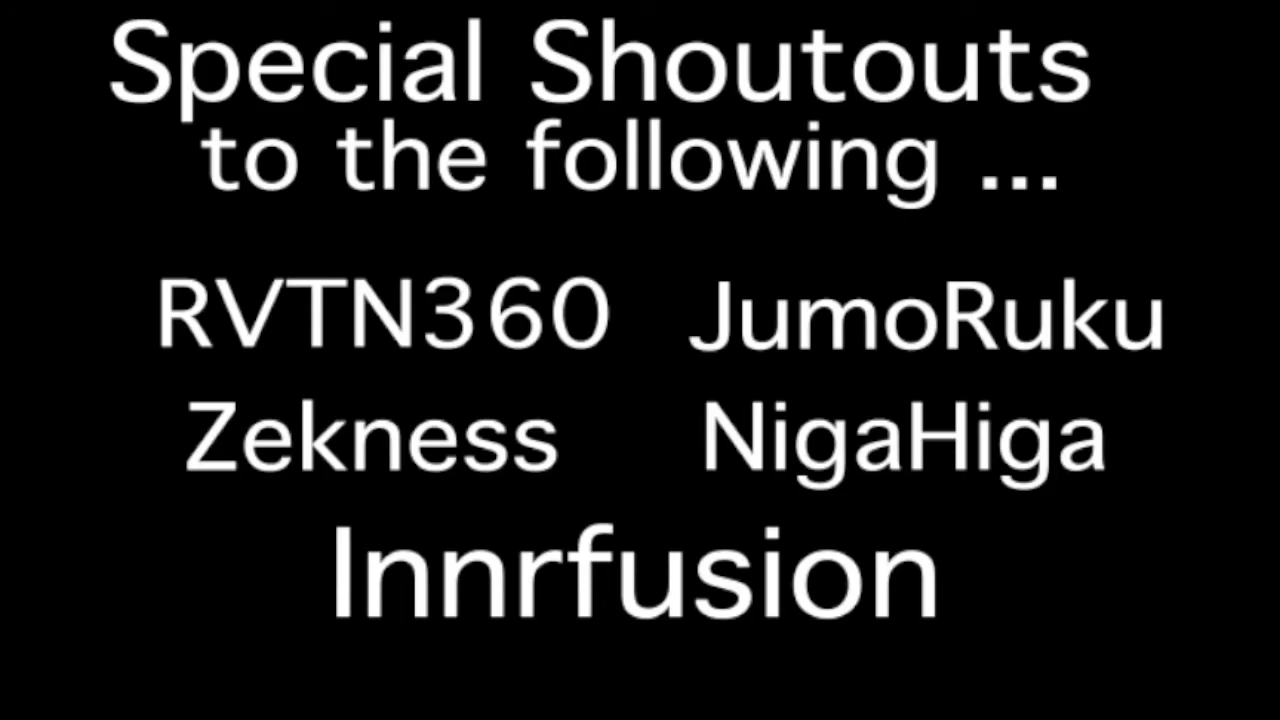 Special Shoutouts
to the following ...
RVTN360 JumoRuku
Zekness NigaHiga
Innrfusion